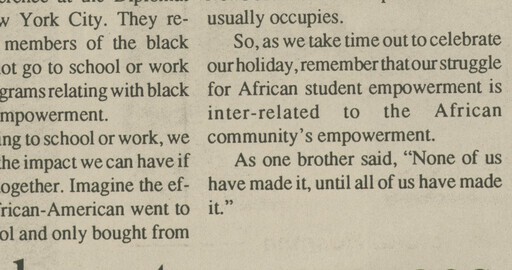 w York City. They re-
members of the black
ot go to school or work
grams relating with black
mpowerment.
ing to school or work, we
the impact we can have if
ogether. Imagine the ef-
rican-American went to
ol and only bought from
usually occupies.
So, as we take time out to celebrate
our holiday, remember that our struggle
for African student empowerment is
inter-related to the African
community's empowerment.
As one brother said, “None of us
have made it, until all of us have made
it.”